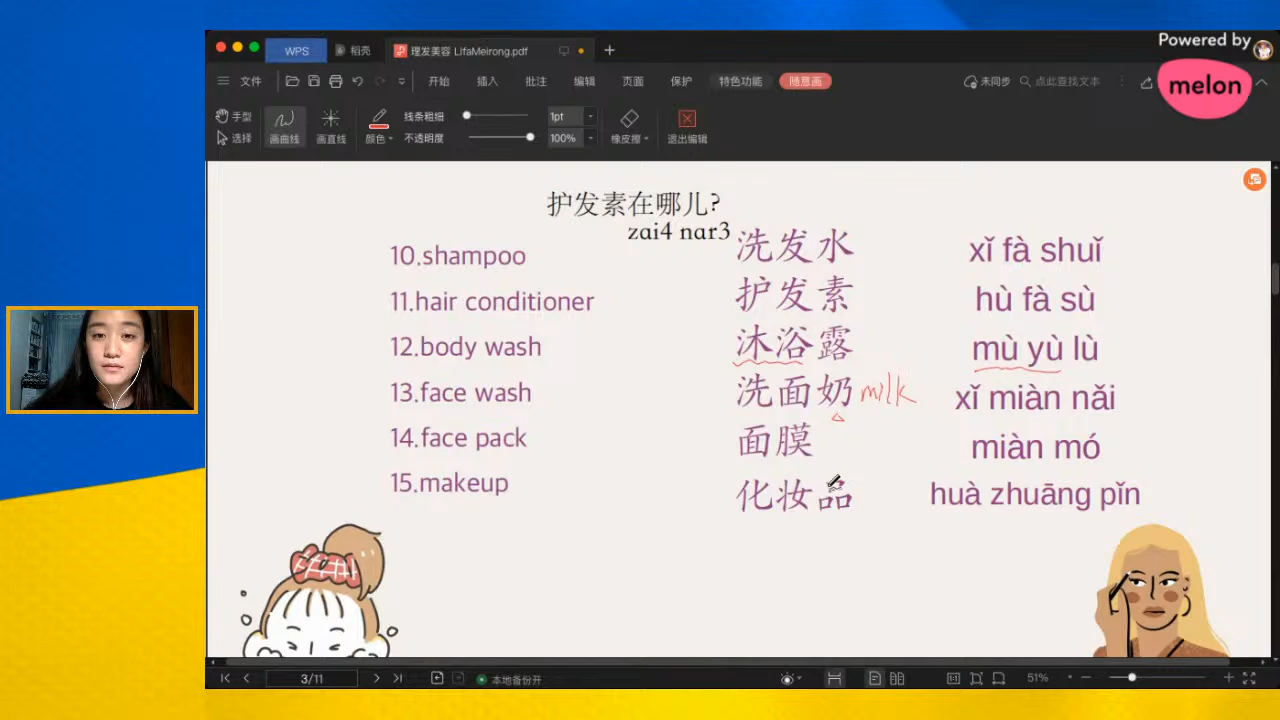 Powered by
melon
WPS
稻壳
理发美容 LifaMeirong.pdf
文件
开始 插入 批注 编辑 页面 保护 特色功能 随意画
未同步
点此查找文本
手型
选择
画曲线
画直线
颜色
线条粗细
不透明度
1pt
100%
橡皮擦
退出编辑
护发素在哪儿?
zai4 nar3
10.shampoo 洗发水 xǐ fà shuǐ
11.hair conditioner 护发素 hù fà sù
12.body wash 沐浴露 mù yù lù
13.face wash 洗面奶 milk xǐ miàn nǎi
14.face pack 面膜 miàn mó
15.makeup 化妆品 huà zhuāng pǐn
3/11
本地备份开
51%